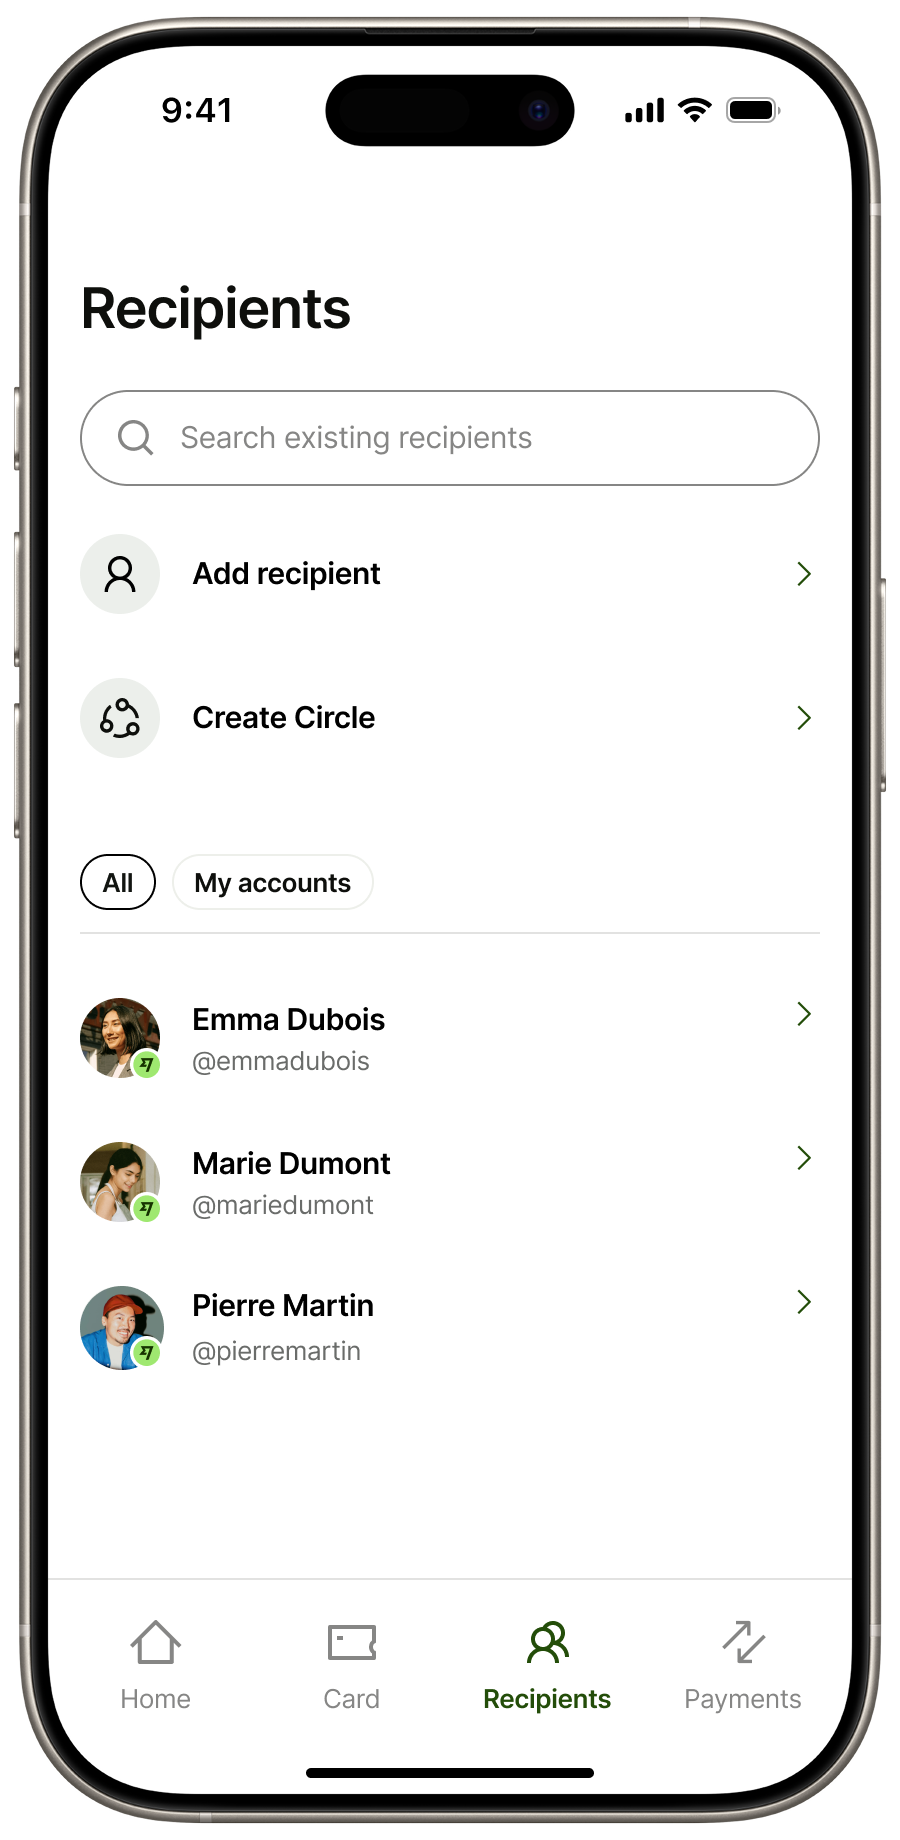 9:41
Recipients
Search existing recipients
Add recipient
Create Circle
All My accounts
Emma Dubois
@emmadubois
Marie Dumont
@mariedumont
Pierre Martin
@pierremartin
Home Card Recipients Payments